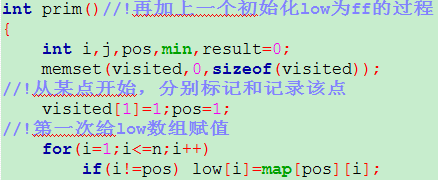 int prim()//!再加上一个初始化low为ff的过程
{
int i,j,pos,min,result=0;
memset(visited,0,sizeof(visited));
//!从某点开始，分别标记和记录该点
visited[1]=1;pos=1;
//!第一次给low数组赋值
for(i=1;i<=n;i++)
if(i!=pos) low[i]=map[pos][i];